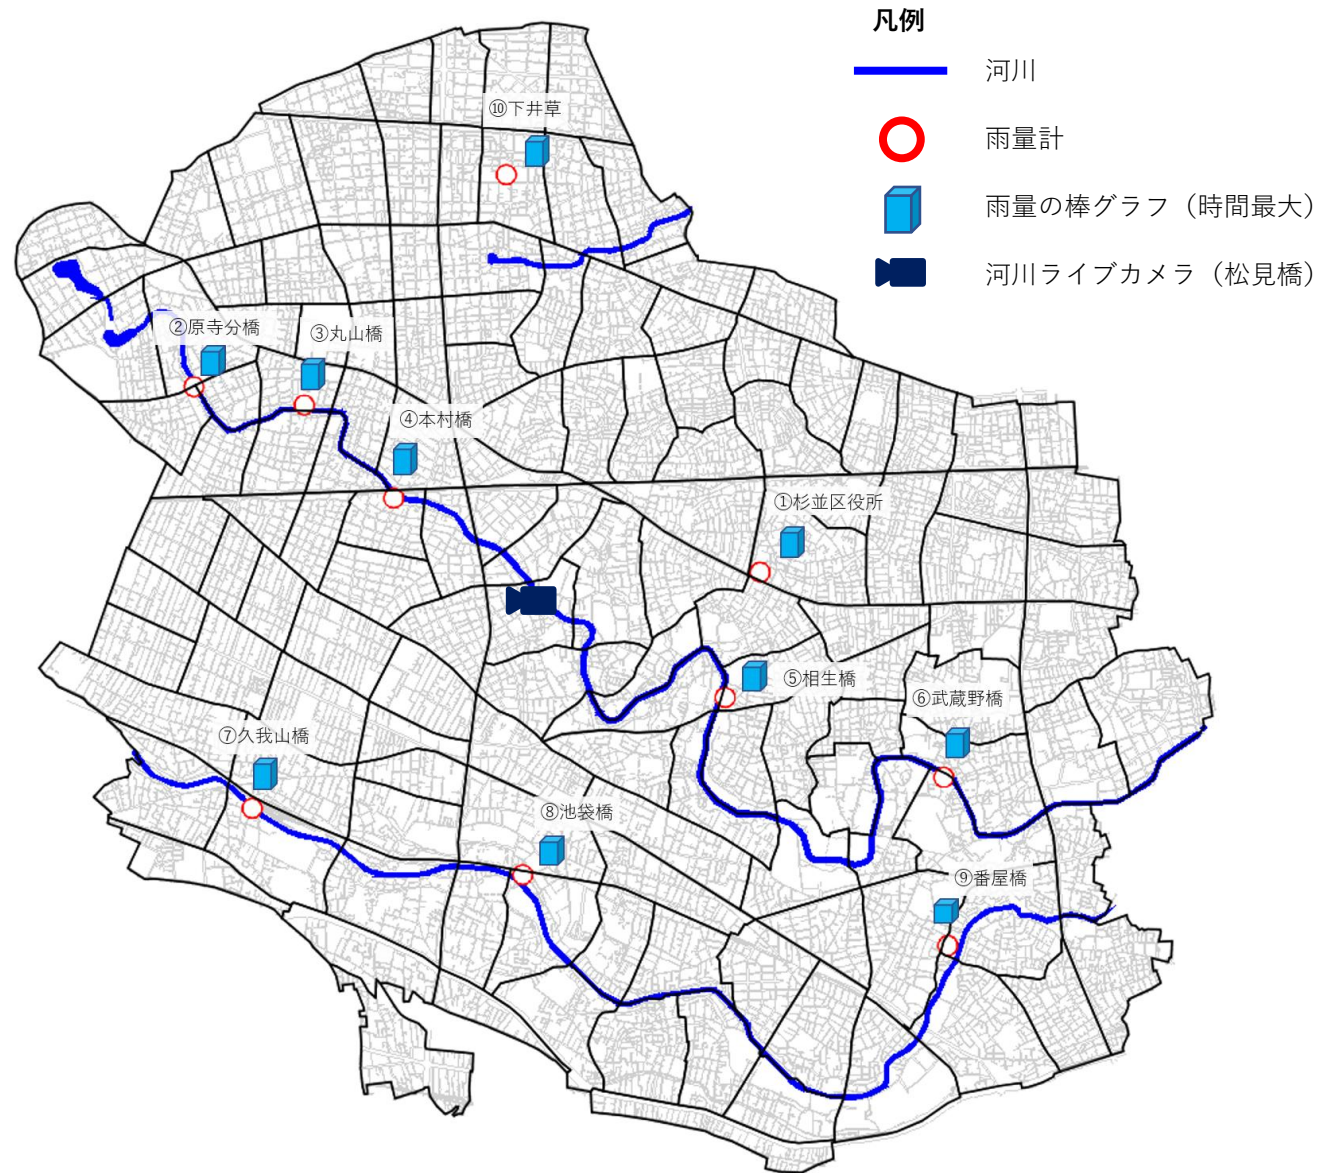 凡例
河川
雨量計
雨量の棒グラフ（時間最大）
河川ライブカメラ（松見橋）
⑩下井草
②原寺分橋
③丸山橋
④本村橋
①杉並区役所
⑤相生橋
⑥武蔵野橋
⑦久我山橋
⑧池袋橋
⑨番屋橋